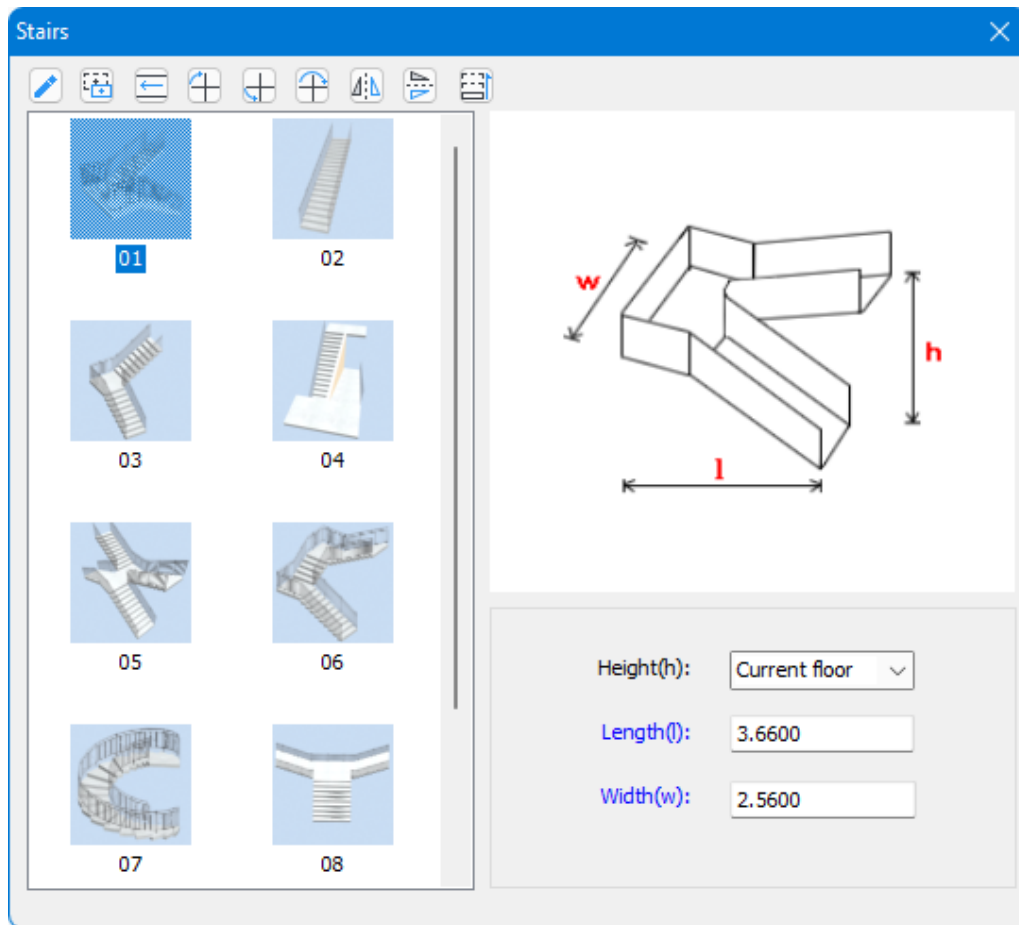 Stairs
01
02
03
04
05
06
07
08
w
h
l
Height(h): Current floor
Length(l): 3.6600
Width(w): 2.5600